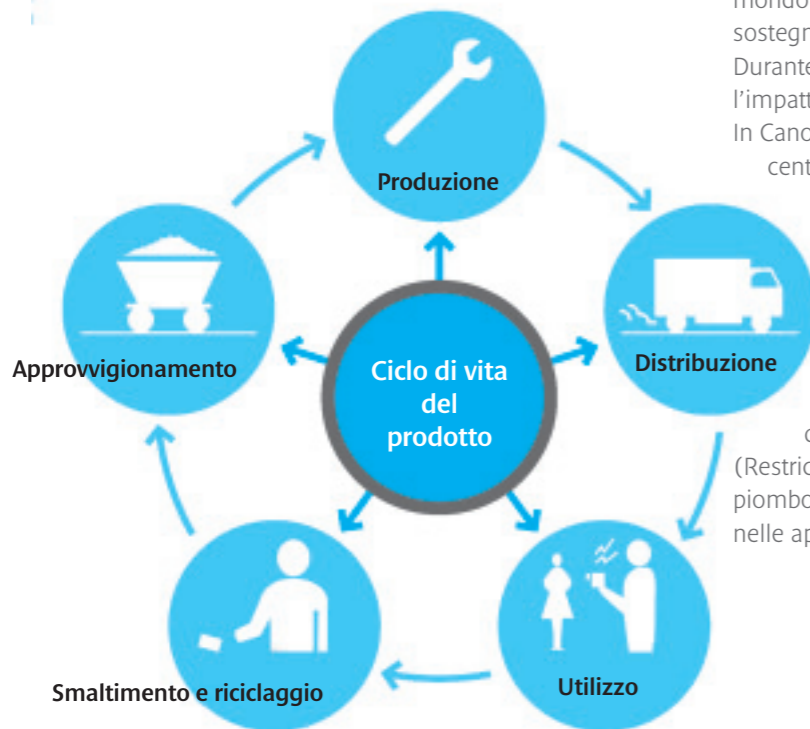 mondo
sostegn
Durante
l'impatt
In Cano
cent
Produzione
Approvvigionamento
Ciclo di vita
del
prodotto
Distribuzione
(Restric
piombo
nelle ap
Smaltimento e riciclaggio
Utilizzo